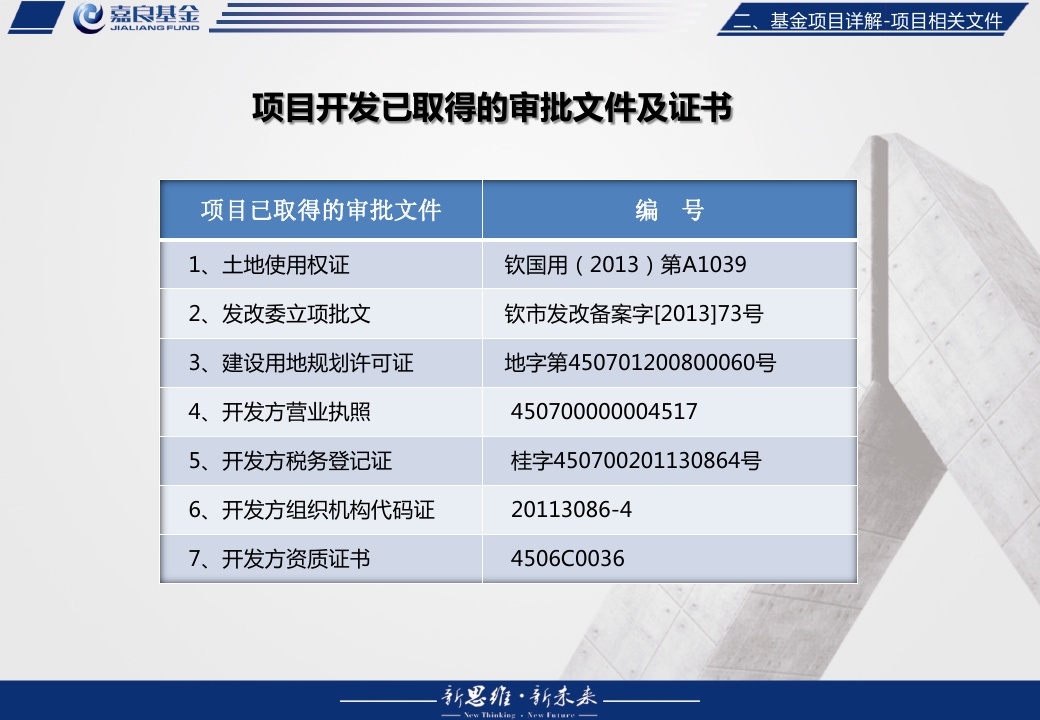 嘉良基金
JIALIANG FUND
二、基金项目详解-项目相关文件
项目开发已取得的审批文件及证书
项目已取得的审批文件 编 号
1、土地使用权证 钦国用（2013）第A1039
2、发改委立项批文 钦市发改备案字[2013]73号
3、建设用地规划许可证 地字第450701200800060号
4、开发方营业执照 450700000004517
5、开发方税务登记证 桂字450700201130864号
6、开发方组织机构代码证 20113086-4
7、开发方资质证书 4506C0036
新思维·新未来
New Thinking · New Future